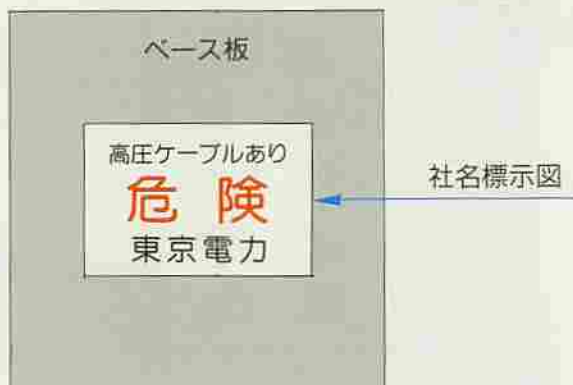 ベース板
高圧ケーブルあり
危険
東京電力
社名標示図